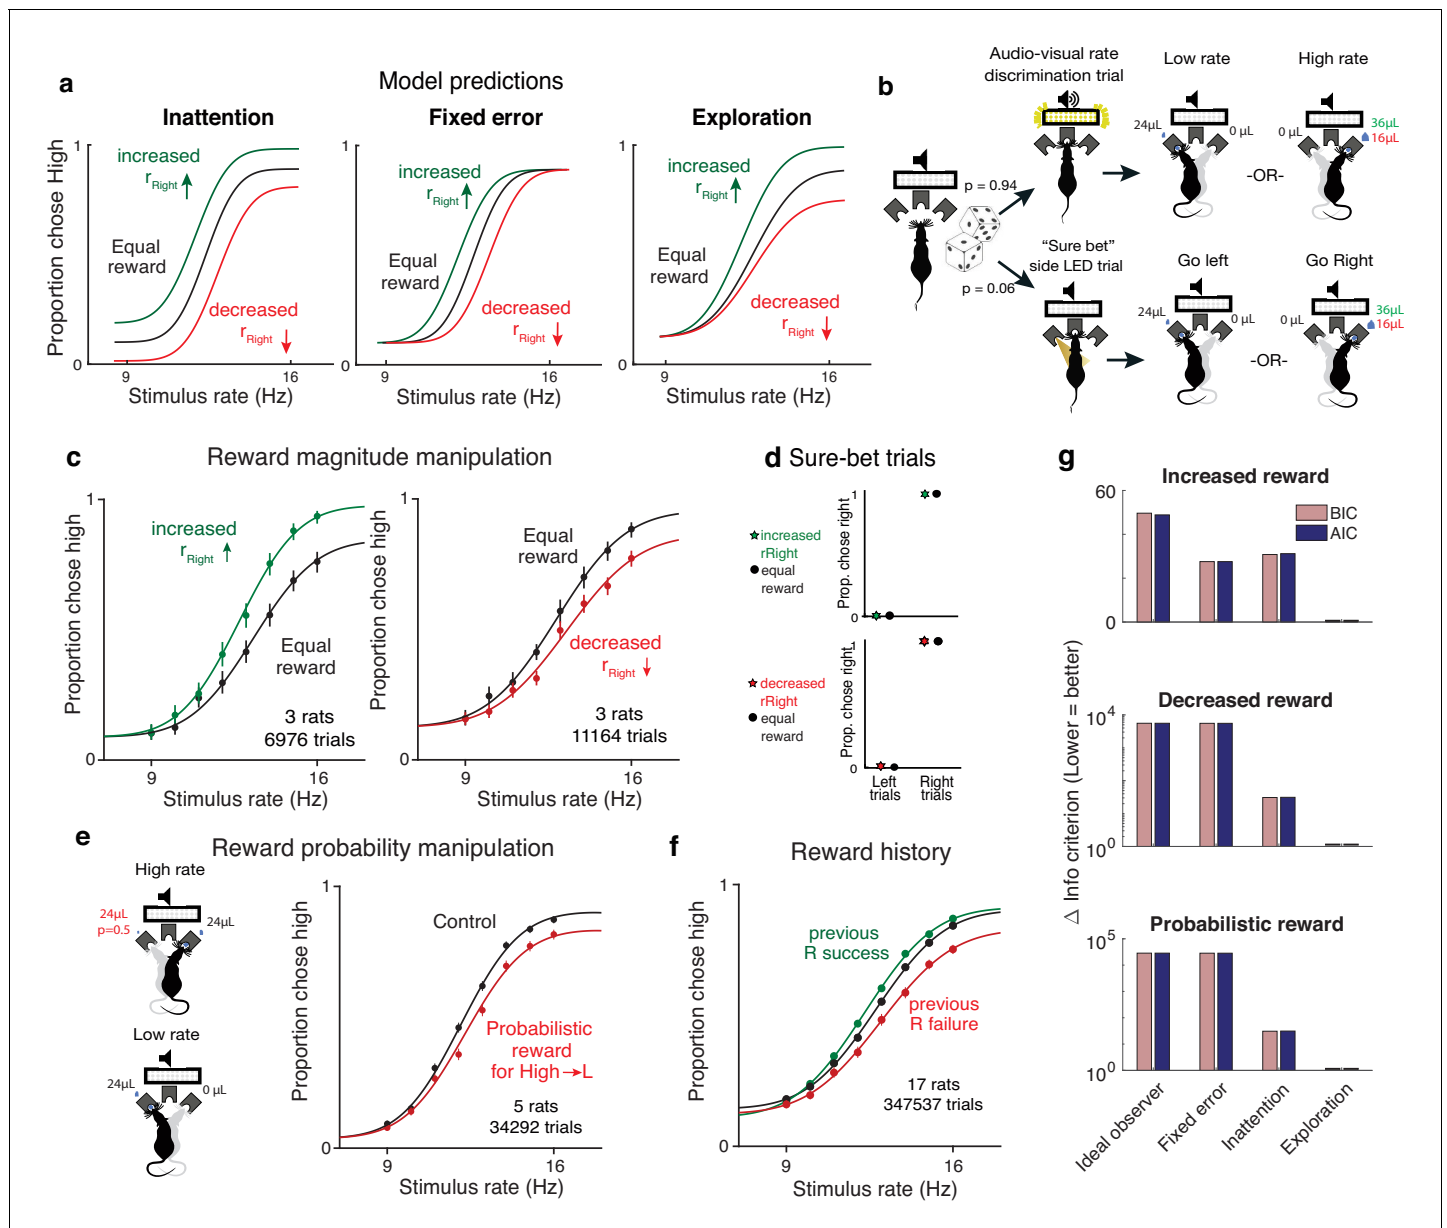 a
Model predictions
Inattention
Fixed error
Exploration
Proportion chose High
1
0
increased
rRight
Equal
reward
decreased
rRight
9
16
Stimulus rate (Hz)
1
0
increased
rRight
Equal
reward
decreased
rRight
9
16
Stimulus rate (Hz)
1
0
increased
rRight
Equal
reward
decreased
rRight
9
16
Stimulus rate (Hz)
b
Audio-visual rate
discrimination trial
Low rate
High rate
24µL
0 µL
-OR-
0 µL
36µL
16µL
p = 0.94
p = 0.06
“Sure bet”
side LED trial
Go left
Go Right
24µL
0 µL
-OR-
0 µL
36µL
16µL
c
Reward magnitude manipulation
Proportion chose high
1
0
increased
rRight
Equal
reward
3 rats
6976 trials
9
16
Stimulus rate (Hz)
Proportion chose high
1
0
Equal
reward
decreased
rRight
3 rats
11164 trials
9
16
Stimulus rate (Hz)
d
Sure-bet trials
increased
rRight
equal
reward
Prop. chose right
1
0
decreased
rRight
equal
reward
Prop. chose right
1
0
Left
trials
Right
trials
e
Reward probability manipulation
High rate
24µL
p=0.5
24µL
Low rate
24µL
0 µL
Proportion chose high
1
0
Control
Probabilistic
reward
for High→L
5 rats
34292 trials
9
16
Stimulus rate (Hz)
f
Reward history
Proportion chose high
1
0
previous
R success
previous
R failure
17 rats
347537 trials
9
16
Stimulus rate (Hz)
g
Increased reward
60
0
BIC
AIC
Decreased reward
10⁴
10⁰
Probabilistic reward
10⁵
10⁰
△ Info criterion (Lower = better)
Ideal observer
Fixed error
Inattention
Exploration